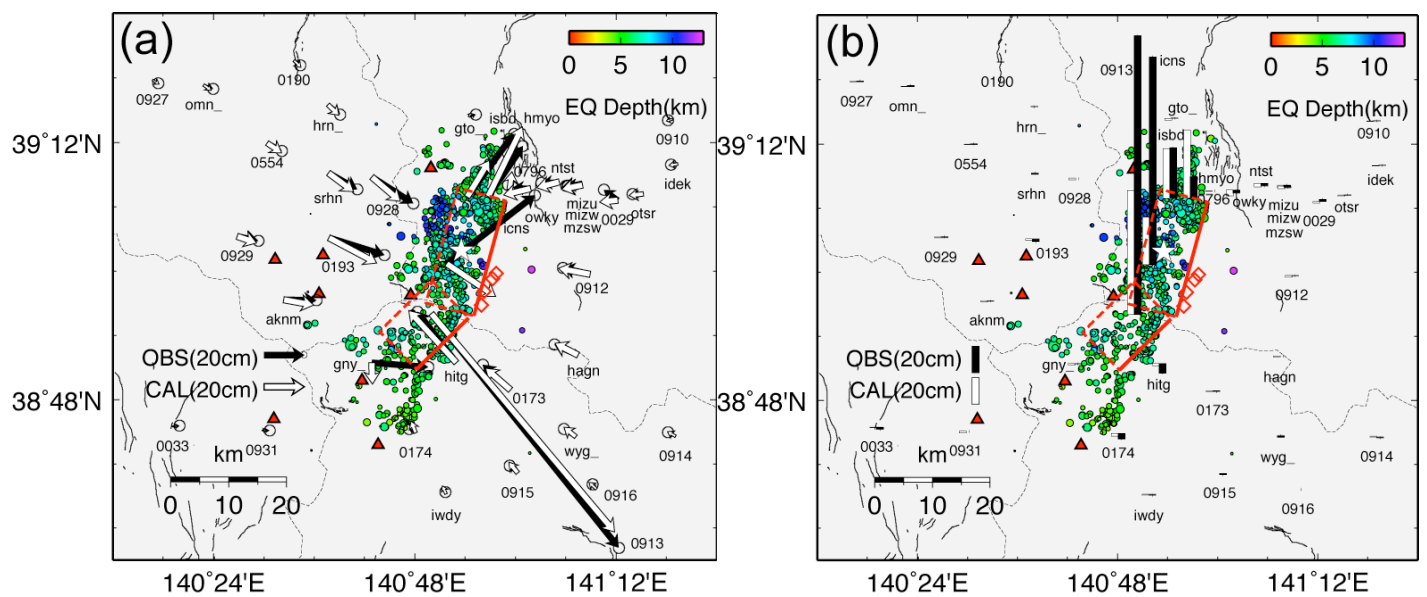 (a)
0 5 10
EQ Depth(km)
0190
0927
omn_
hrn_
gto_
isbd_
hmyo
0910
39°12'N
0554
0796
ntst
idek
srhn
0928
owky
mizu
mizw
mzsw
0029
otsr
icns
0929
0193
0912
aknm
OBS(20cm)
CAL(20cm)
gny_
hitg
hagn
0173
38°48'N
0033
0931
0174
wyg_
0914
km
0 10 20
0915
0916
iwdy
0913
140°24'E
140°48'E
141°12'E
(b)
0 5 10
EQ Depth(km)
0913
icns
0190
0927
omn_
hrn_
gto_
isbd
0910
39°12'N
0554
ntst
idek
srhn
0928
hmyo
0796
owky
mizu
mizw
mzsw
0029
otsr
0929
0193
0912
aknm
OBS(20cm)
CAL(20cm)
gny_
hitg
hagn
0173
38°48'N
0033
0931
0174
wyg_
0914
km
0 10 20
0915
0916
iwdy
140°24'E
140°48'E
141°12'E